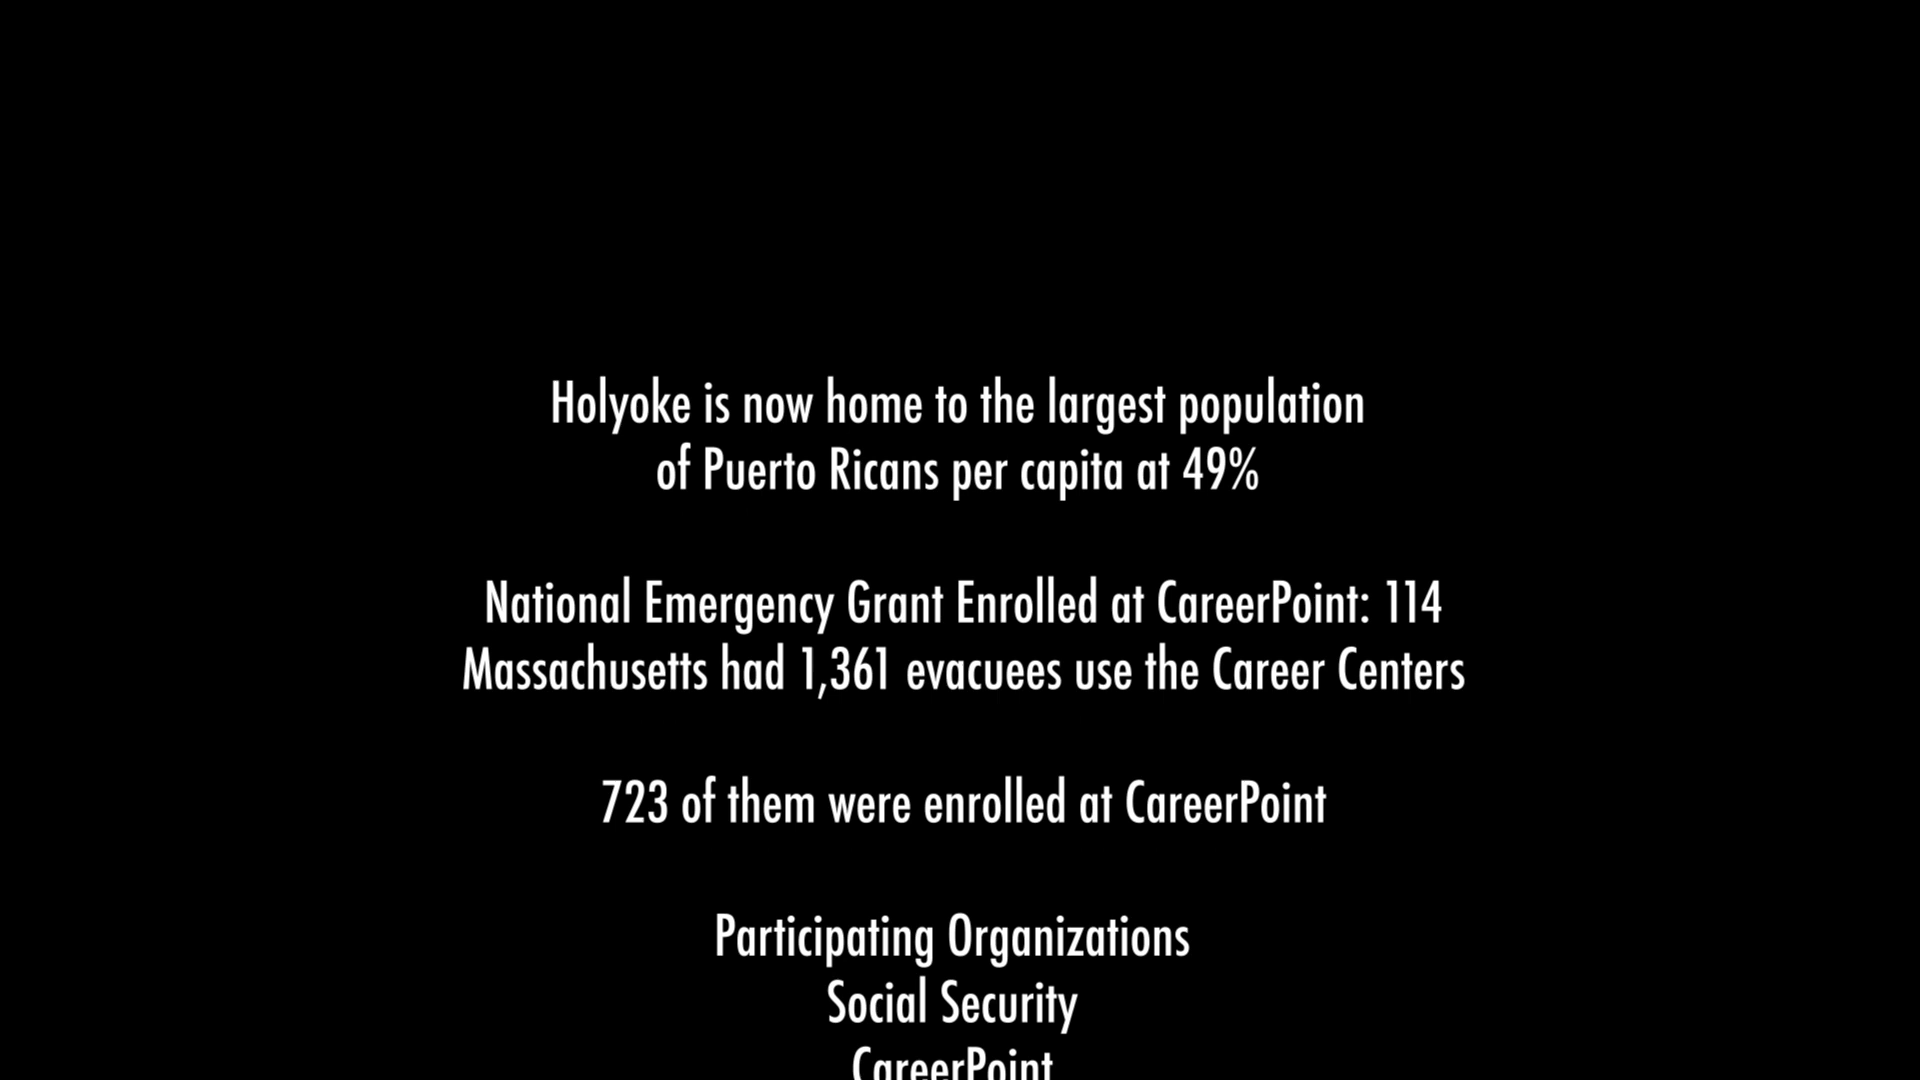 Holyoke is now home to the largest population
of Puerto Ricans per capita at 49%
National Emergency Grant Enrolled at CareerPoint: 114
Massachusetts had 1,361 evacuees use the Career Centers
723 of them were enrolled at CareerPoint
Participating Organizations
Social Security
CareerPoint